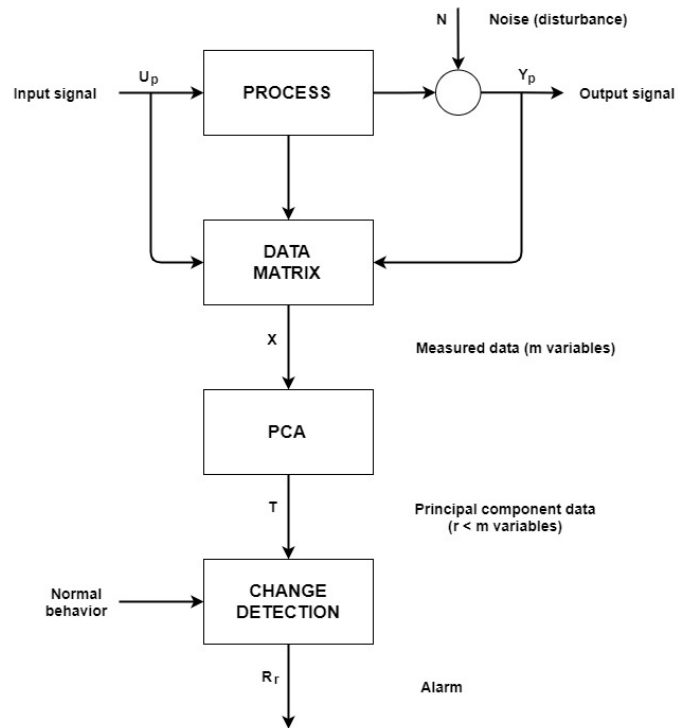 N
Noise (disturbance)
Up
Yp
Input signal
PROCESS
Output signal
DATA
MATRIX
X
Measured data (m variables)
PCA
T
Principal component data
(r < m variables)
Normal
behavior
CHANGE
DETECTION
Rr
Alarm